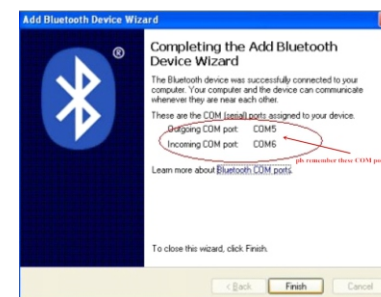 Add Bluetooth Device Wizard
®
Completing the Add Bluetooth
Device Wizard
The Bluetooth device was successfully connected to your
computer. Your computer and the device can communicate
whenever they are near each other.
These are the COM (serial) ports assigned to your device.
Outgoing COM port: COM5
Incoming COM port: COM6
pls remember these COM po
Learn more about Bluetooth COM ports.
To close this wizard, click Finish.
< Back
Finish
Cancel